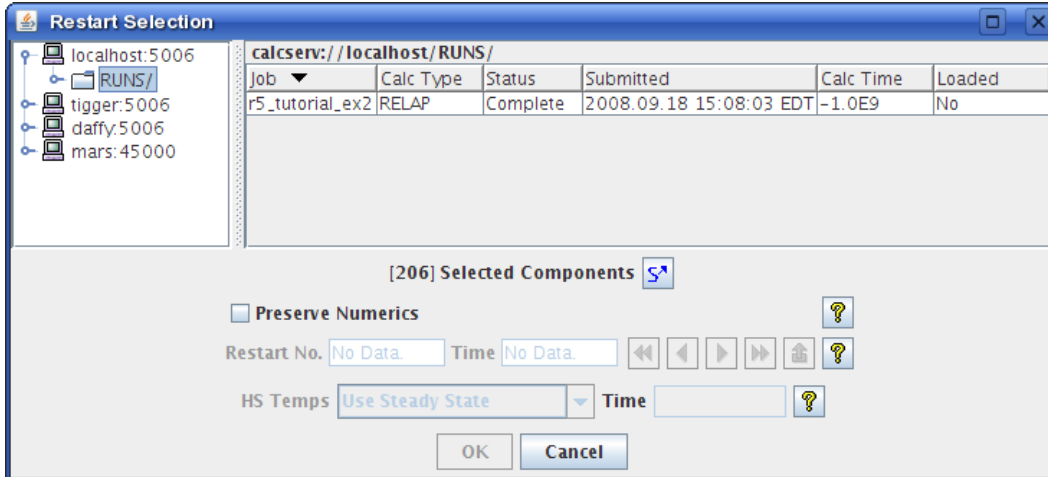 Restart Selection
localhost:5006
RUNS/
tigger:5006
daffy:5006
mars:45000
calcserv://localhost/RUNS/
Job Calc Type Status Submitted Calc Time Loaded
r5_tutorial_ex2 RELAP Complete 2008.09.18 15:08:03 EDT -1.0E9 No
[206] Selected Components S
Preserve Numerics ?
Restart No. No Data. Time No Data. ?
HS Temps Use Steady State Time ?
OK Cancel